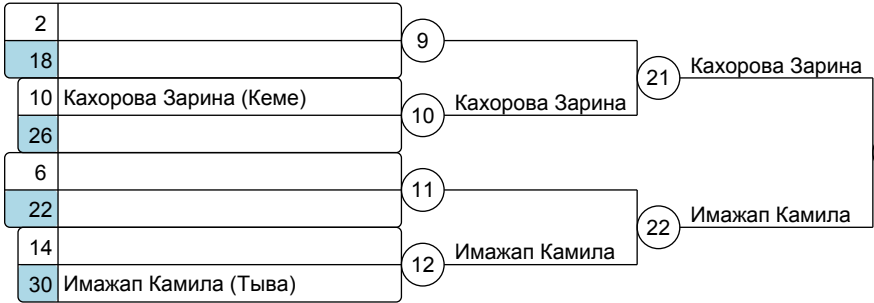 2
9
18
21 Кахорова Зарина
10 Кахорова Зарина (Кеме)
10 Кахорова Зарина
26
6
11
22
22 Имажап Камила
14
12 Имажап Камила
30 Имажап Камила (Тыва)